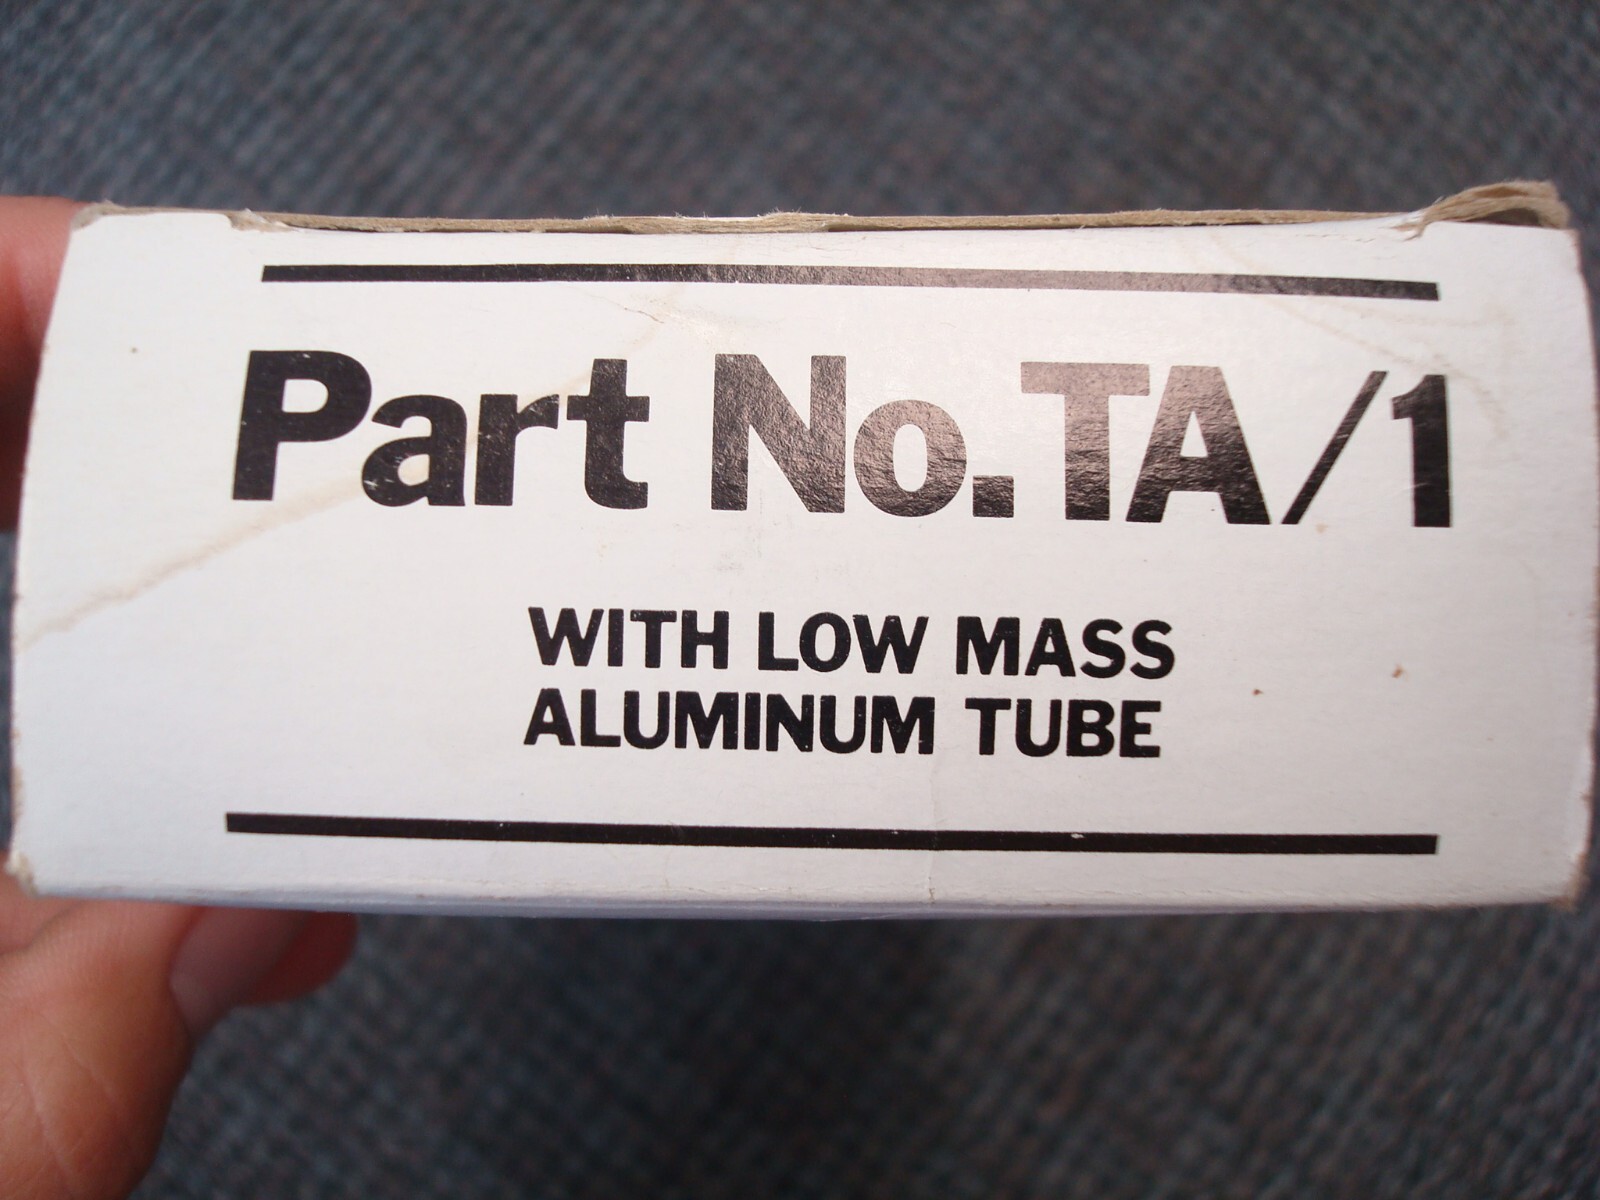 Part No.TA/1
WITH LOW MASS
ALUMINUM TUBE